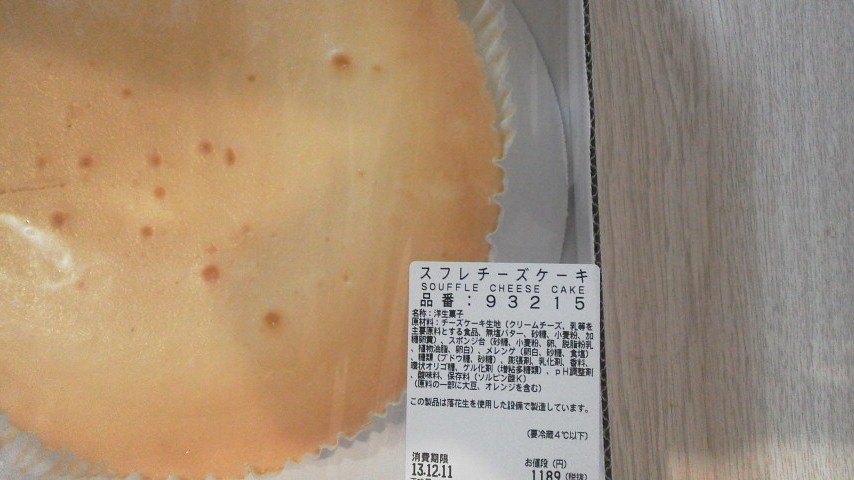 スフレチーズケーキ
SOUFFLE CHEESE CAKE
品番:93215
名称:洋生菓子
原材料:チーズケーキ生地(クリームチーズ、乳等を
主要原料とする食品、無塩バター、砂糖、小麦粉、加
糖卵黄)、スポンジ台(砂糖、小麦粉、卵、脱脂粉乳
、植物油脂、卵白)、メレンゲ(卵白、砂糖、食塩)
、糖類(ブドウ糖、砂糖)、膨張剤、乳化剤、香料、
環状オリゴ糖、ゲル化剤(増粘多糖類)、pH調整剤
、酸味料、保存料(ソルビン酸K)
(原料の一部に大豆、オレンジを含む)
この製品は落花生を使用した設備で製造しています。
(要冷蔵4℃以下)
消費期限
お値段(円)
13.12.11
1189(税抜)